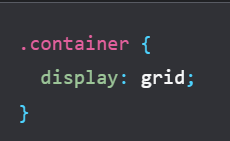 .container {
  display: grid;
}